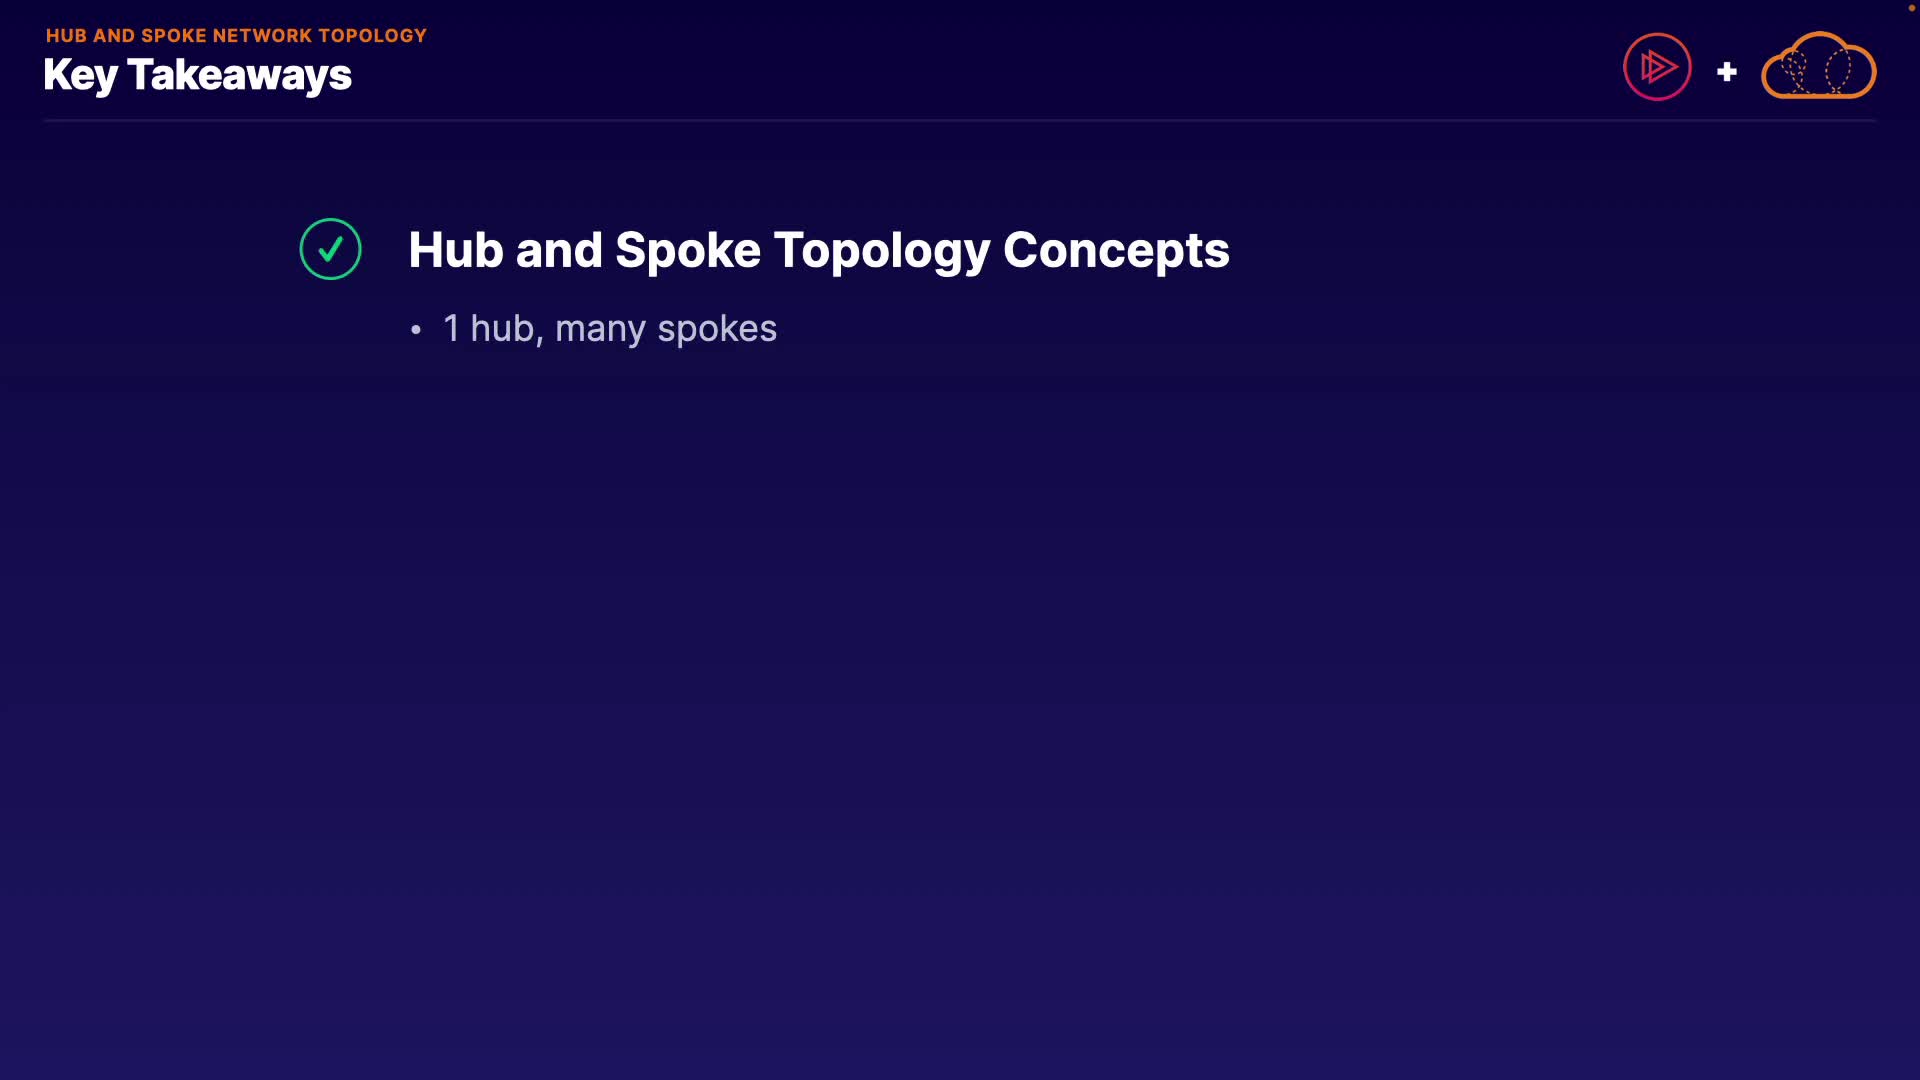 HUB AND SPOKE NETWORK TOPOLOGY
Key Takeaways
Hub and Spoke Topology Concepts
• 1 hub, many spokes